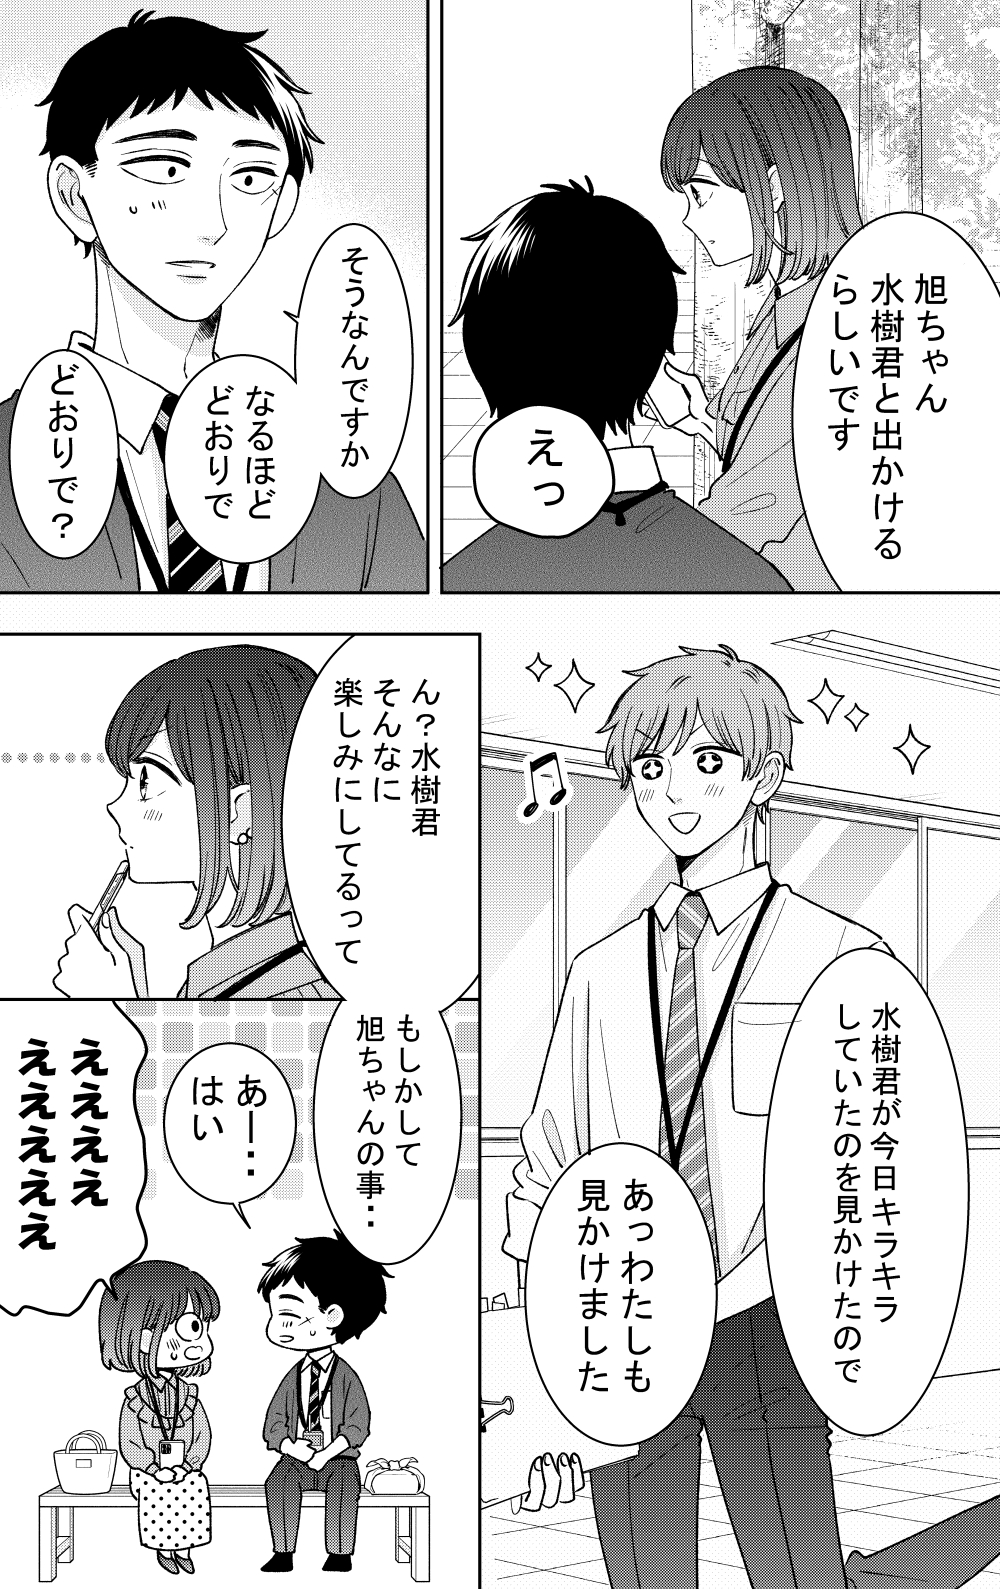 旭ちゃん
水樹君と出かける
らしいです
えっ
そうなんですか
なるほど
どおりで
どおりで？
水樹君が今日キラキラ
していたのを見かけたので
あっわたしも
見かけました
ん？水樹君
そんなに
楽しみにしてるって
もしかして
旭ちゃんの事・・
あー・・
はい
ええええ
えええええ